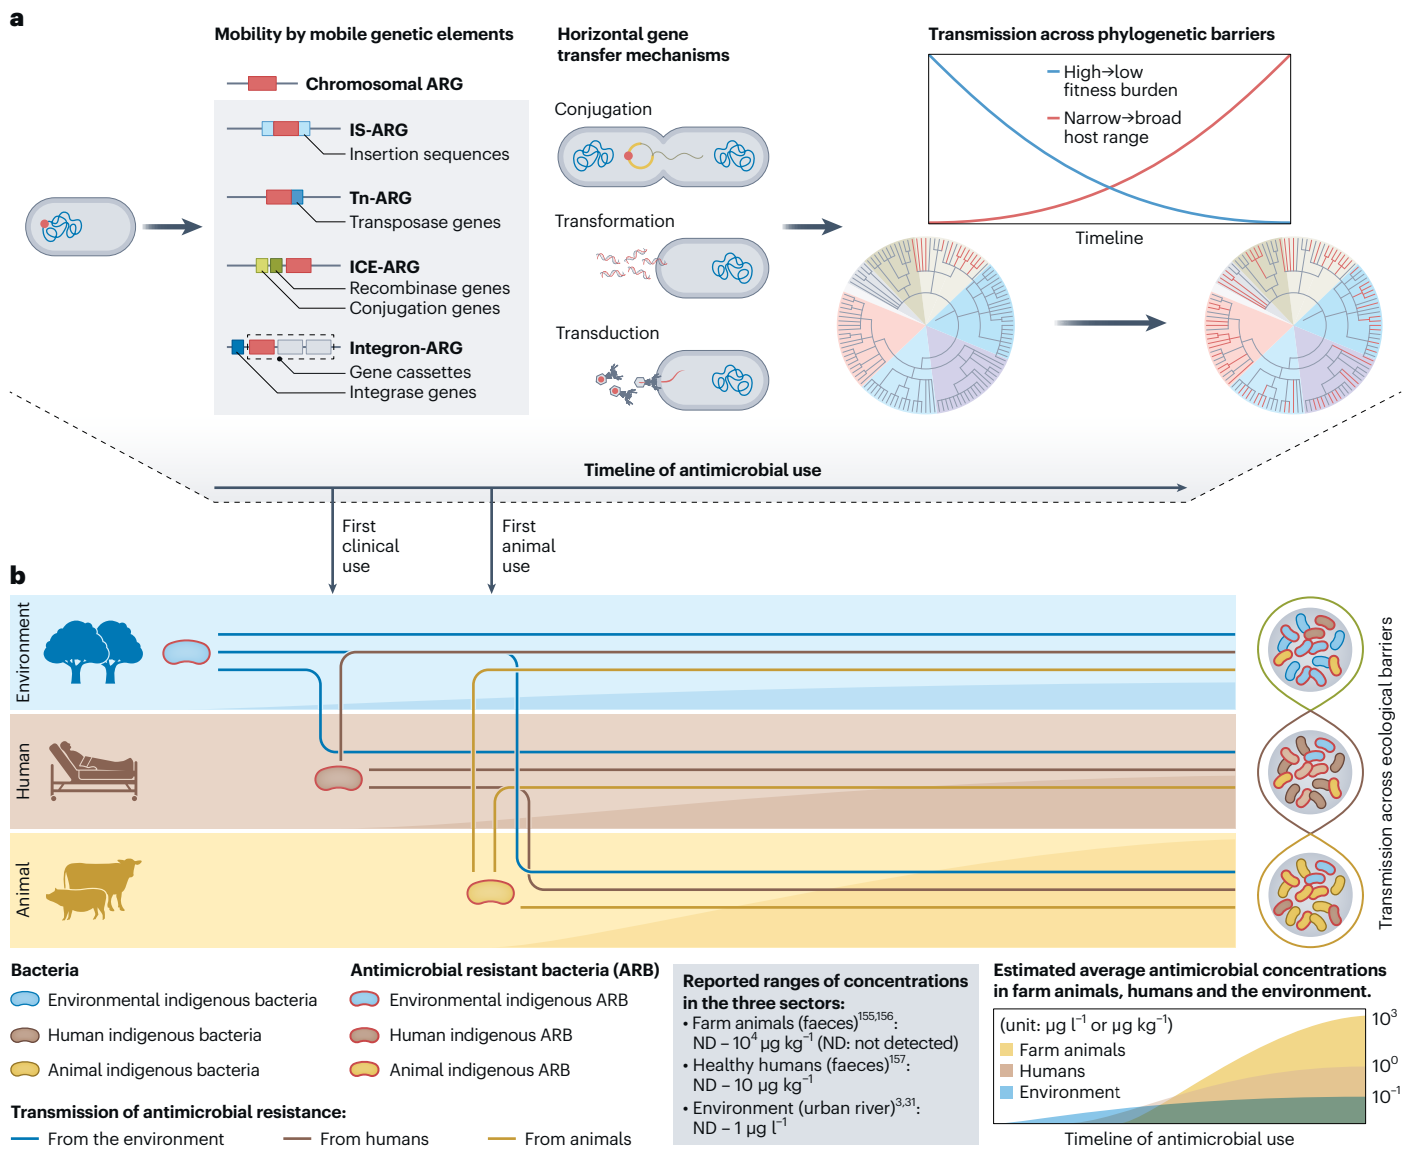 a
Mobility by mobile genetic elements
Chromosomal ARG
IS-ARG
Insertion sequences
Tn-ARG
Transposase genes
ICE-ARG
Recombinase genes
Conjugation genes
Integron-ARG
Gene cassettes
Integrase genes
Horizontal gene
transfer mechanisms
Conjugation
Transformation
Transduction
Transmission across phylogenetic barriers
High→low
fitness burden
Narrow→broad
host range
Timeline
Timeline of antimicrobial use
First
clinical
use
First
animal
use
b
Environment
Human
Animal
Transmission across ecological barriers
Bacteria
Environmental indigenous bacteria
Human indigenous bacteria
Animal indigenous bacteria
Antimicrobial resistant bacteria (ARB)
Environmental indigenous ARB
Human indigenous ARB
Animal indigenous ARB
Transmission of antimicrobial resistance:
From the environment
From humans
From animals
Reported ranges of concentrations
in the three sectors:
• Farm animals (faeces)¹⁵⁵,¹⁵⁶:
ND – 10⁴ µg kg⁻¹ (ND: not detected)
• Healthy humans (faeces)¹⁵⁷:
ND – 10 µg kg⁻¹
• Environment (urban river)³,³¹:
ND – 1 µg l⁻¹
Estimated average antimicrobial concentrations
in farm animals, humans and the environment.
(unit: µg l⁻¹ or µg kg⁻¹)
Farm animals
Humans
Environment
10³
10⁰
10⁻¹
Timeline of antimicrobial use